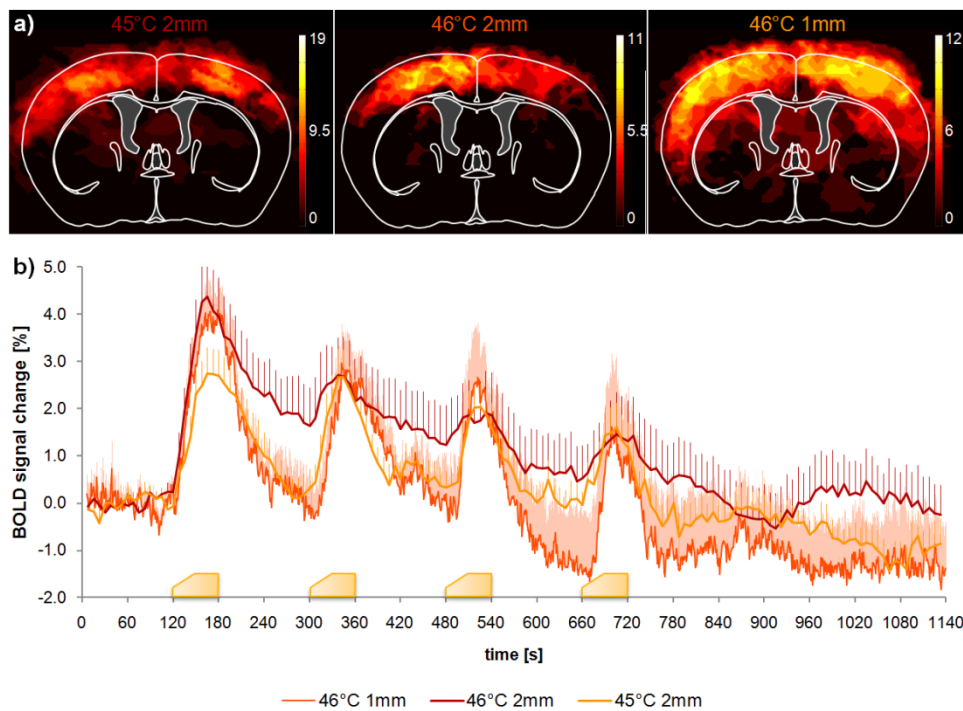 a)
45°C 2mm
46°C 2mm
46°C 1mm
19
9.5
0
11
5.5
0
12
6
0
b)
BOLD signal change [%]
5.0
4.0
3.0
2.0
1.0
0.0
-1.0
-2.0
0 60 120 180 240 300 360 420 480 540 600 660 720 780 840 900 960 1020 1080 1140
time [s]
46°C 1mm 46°C 2mm 45°C 2mm